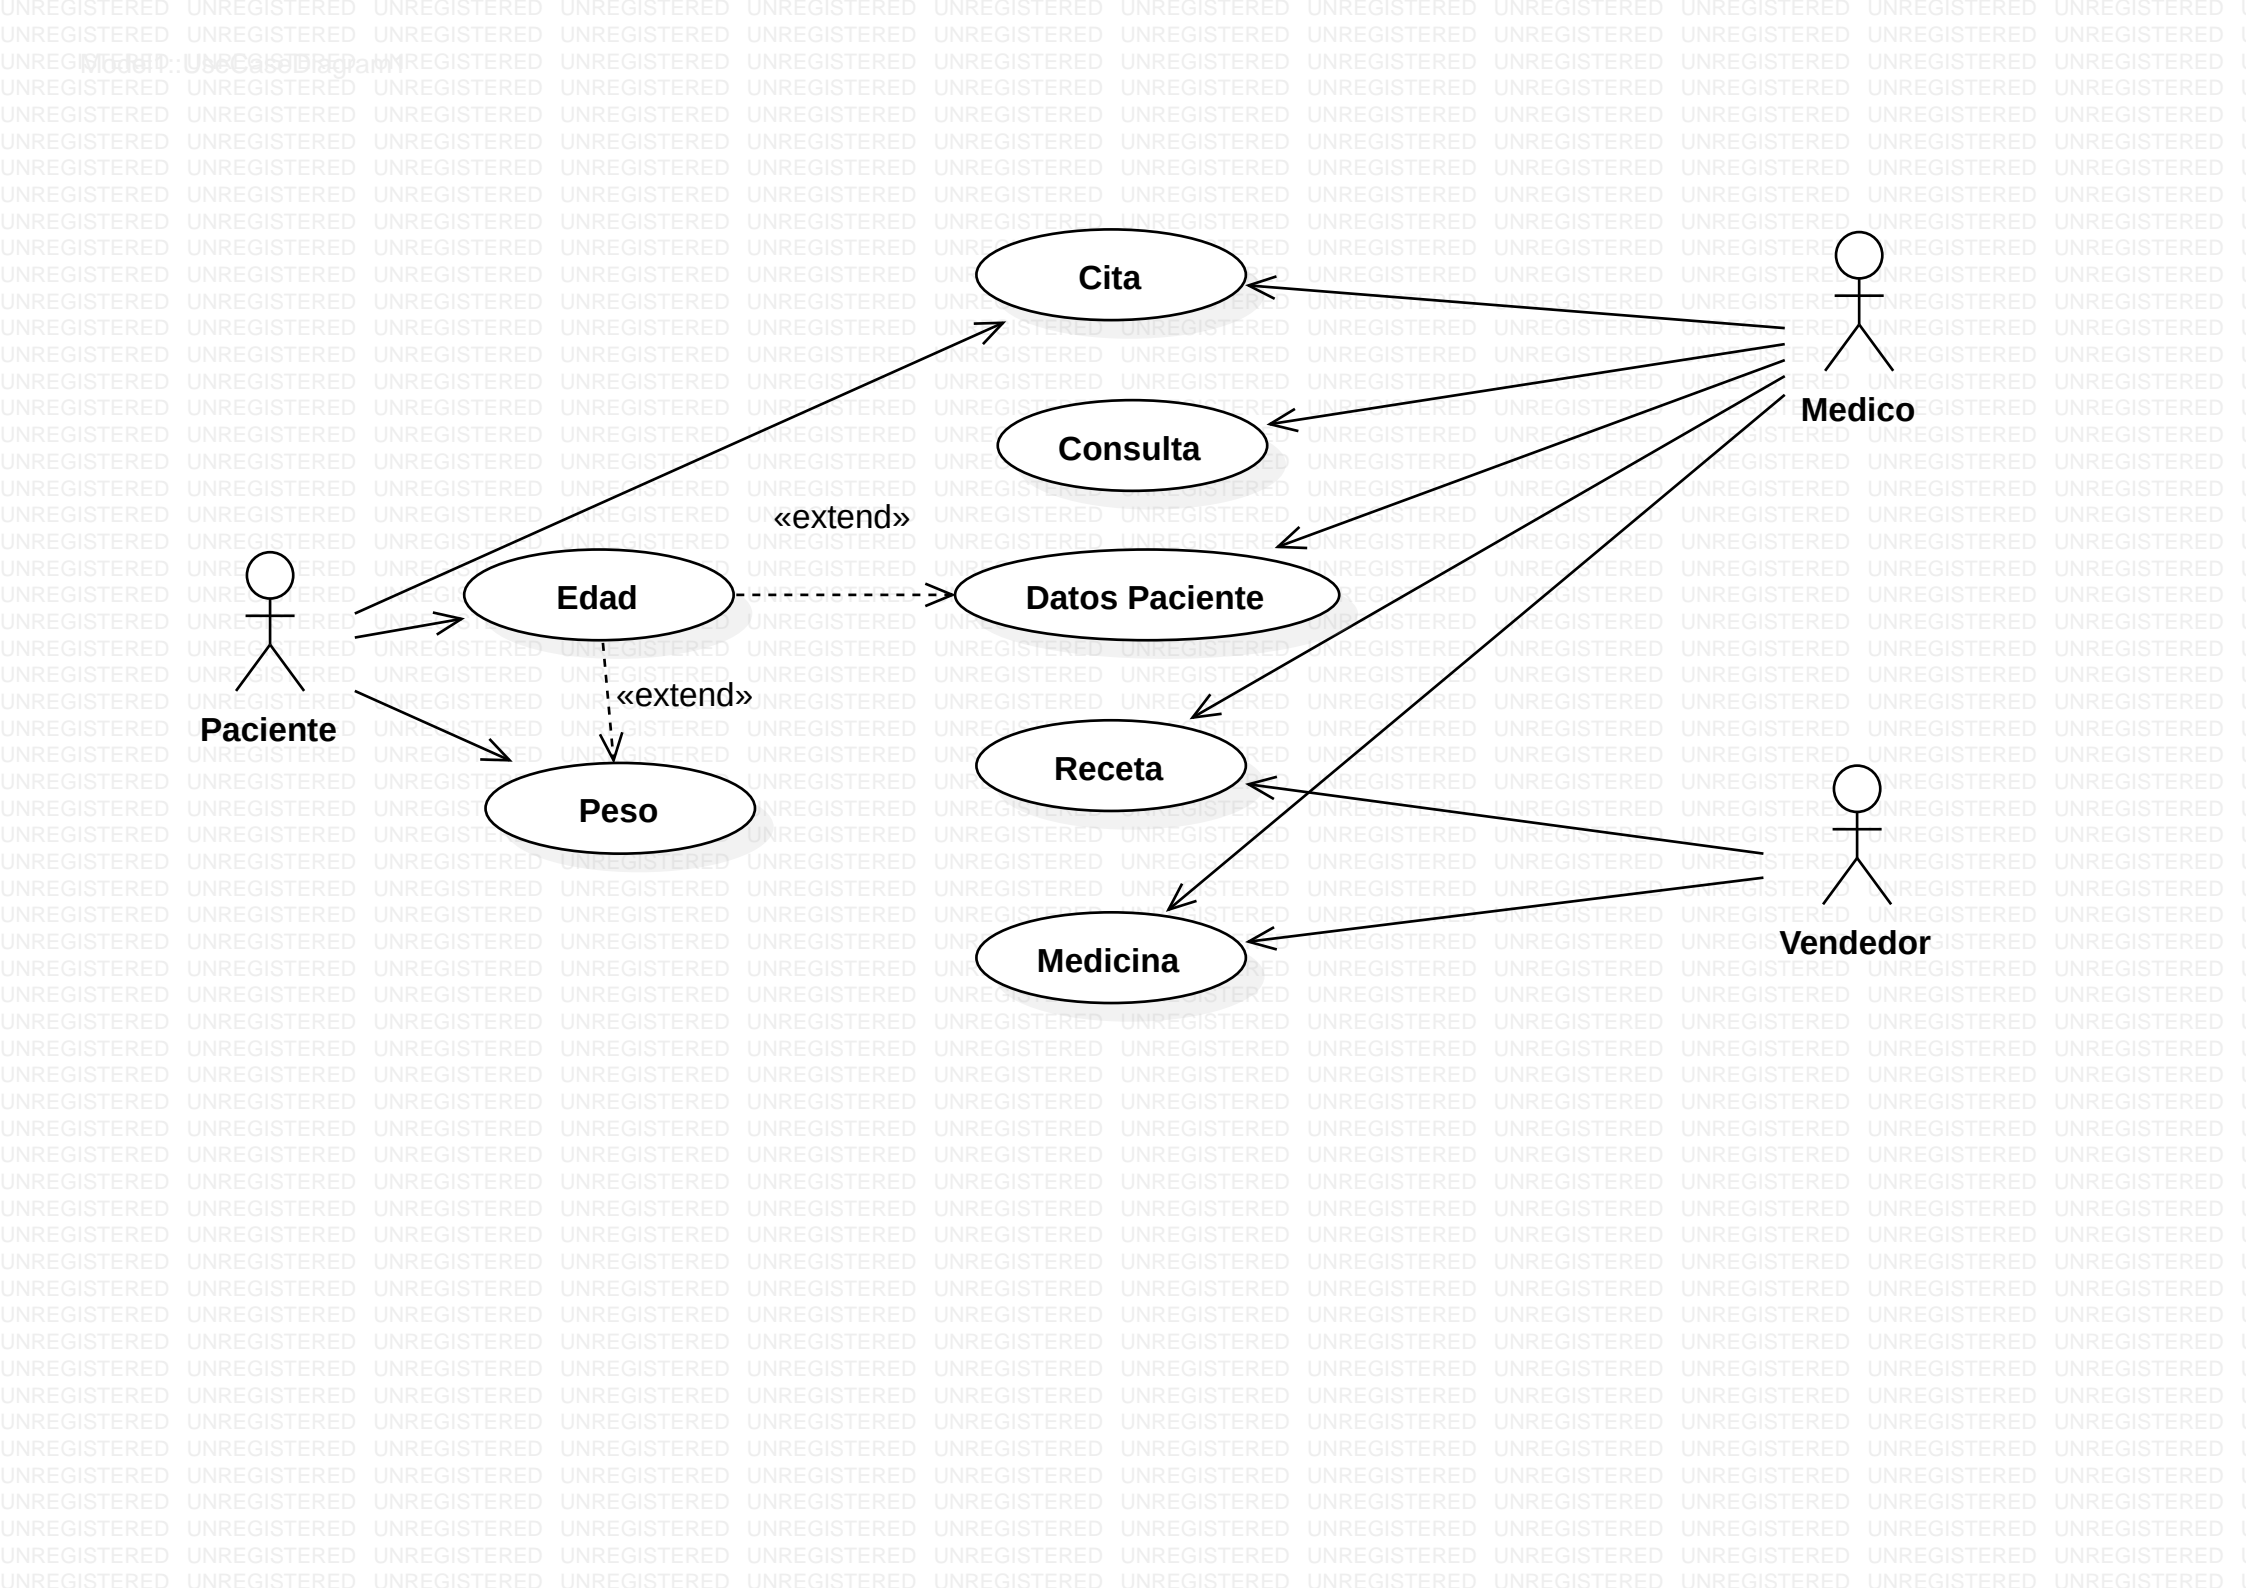 Model1::UseCaseDiagram1
Cita
Medico
Consulta
«extend»
Edad
Datos Paciente
«extend»
Paciente
Receta
Peso
Vendedor
Medicina
UNREGISTERED